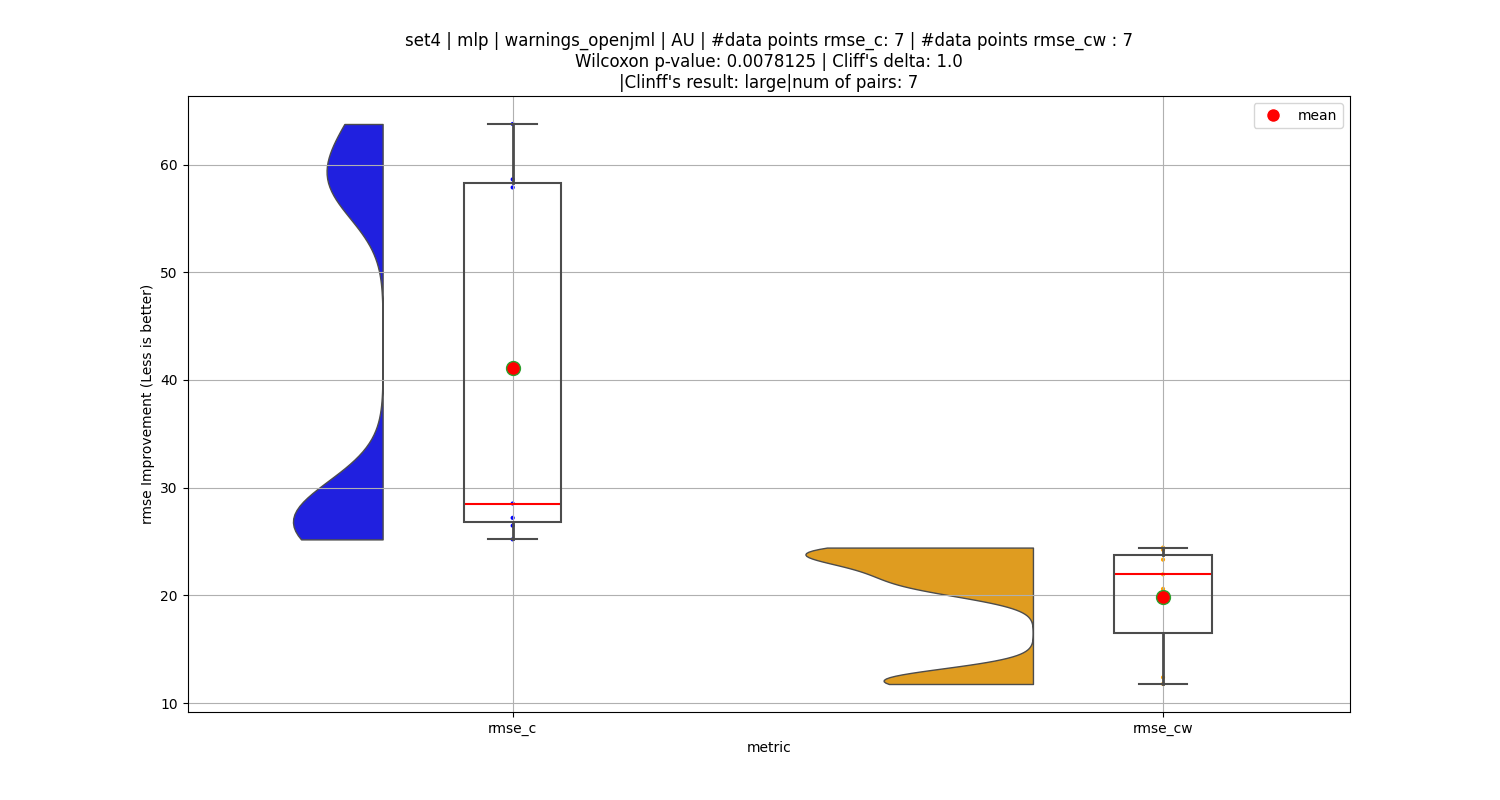 set4 | mlp | warnings_openjml | AU | #data points rmse_c: 7 | #data points rmse_cw : 7
Wilcoxon p-value: 0.0078125 | Cliff's delta: 1.0
|Clinff's result: large|num of pairs: 7
mean
60
50
40
30
20
10
rmse Improvement (Less is better)
rmse_c
rmse_cw
metric